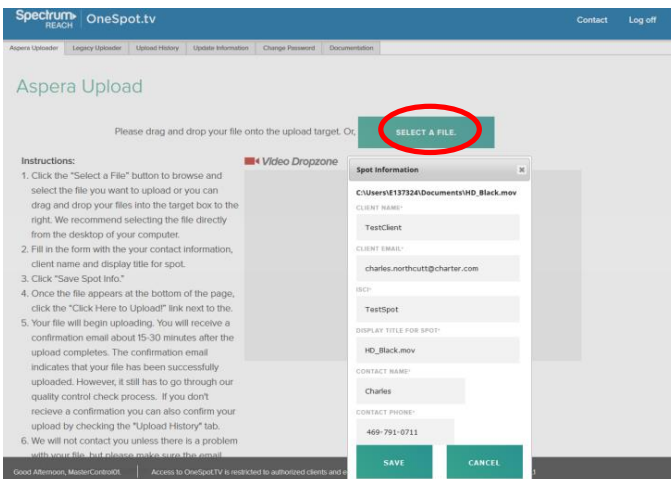 Spectrum REACH OneSpot.tv Contact Log off
Aspera Uploader Legacy Uploader Upload History Update Information Change Password Documentation
Aspera Upload
Please drag and drop your file onto the upload target. Or, SELECT A FILE.
Instructions:
1. Click the "Select a File" button to browse and
select the file you want to upload or you can
drag and drop your files into the target box to the
right. We recommend selecting the file directly
from the desktop of your computer.
2. Fill in the form with the your contact information,
client name and display title for spot.
3. Click "Save Spot Info."
4. Once the file appears at the bottom of the page,
click the "Click Here to Upload!" link next to the.
5. Your file will begin uploading. You will receive a
confirmation email about 15-30 minutes after the
upload completes. The confirmation email
indicates that your file has been successfully
uploaded. However, it still has to go through our
quality control check process. If you don't
recieve a confirmation you can also confirm your
upload by checking the "Upload History" tab.
6. We will not contact you unless there is a problem
with your file, but please make sure the email
Video Dropzone
Spot Information
C:\Users\E137324\Documents\HD_Black.mov
CLIENT NAME*
TestClient
CLIENT EMAIL*
charles.northcutt@charter.com
ISCI*
TestSpot
DISPLAY TITLE FOR SPOT*
HD_Black.mov
CONTACT NAME*
Charles
CONTACT PHONE*
469-791-0711
SAVE CANCEL
Good Afternoon, MasterControl01. Access to OneSpot.TV is restricted to authorized clients and e